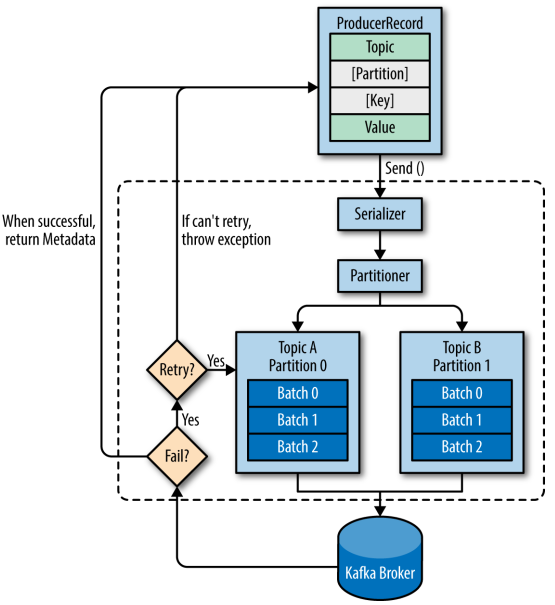 ProducerRecord
Topic
[Partition]
[Key]
Value
Send ()
When successful,
return Metadata
If can't retry,
throw exception
Serializer
Partitioner
Topic A
Partition 0
Batch 0
Batch 1
Batch 2
Topic B
Partition 1
Batch 0
Batch 1
Batch 2
Retry?
Yes
Yes
Fail?
Kafka Broker